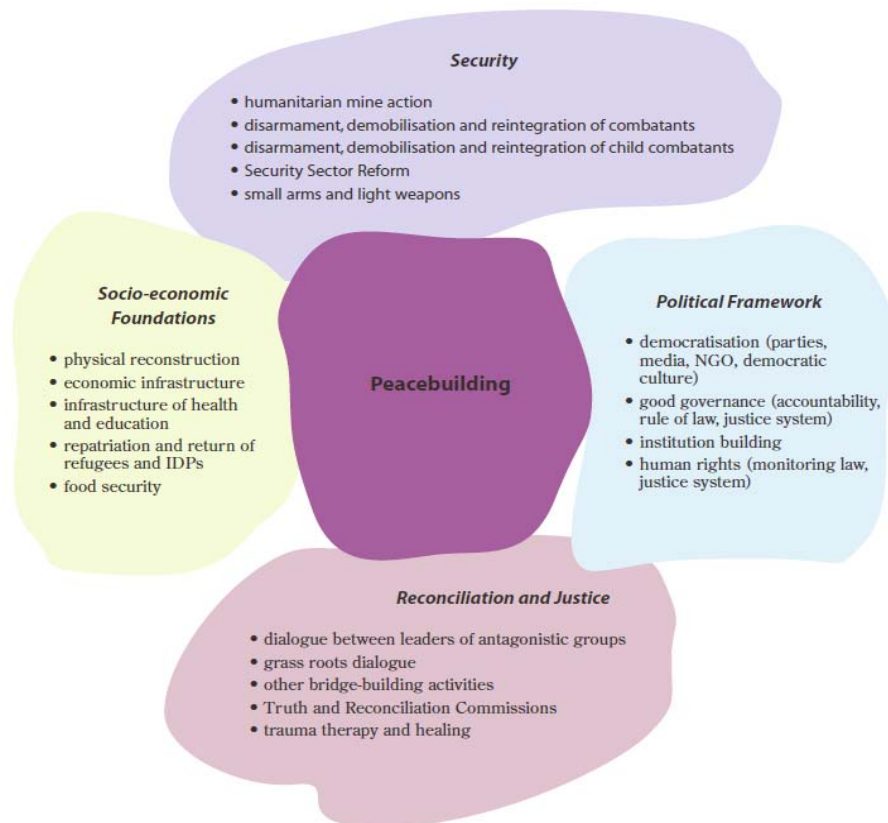 Security
• humanitarian mine action
• disarmament, demobilisation and reintegration of combatants
• disarmament, demobilisation and reintegration of child combatants
• Security Sector Reform
• small arms and light weapons
Socio-economic
Foundations
• physical reconstruction
• economic infrastructure
• infrastructure of health
and education
• repatriation and return of
refugees and IDPs
• food security
Peacebuilding
Political Framework
• democratisation (parties,
media, NGO, democratic
culture)
• good governance (accountability,
rule of law, justice system)
• institution building
• human rights (monitoring law,
justice system)
Reconciliation and Justice
• dialogue between leaders of antagonistic groups
• grass roots dialogue
• other bridge-building activities
• Truth and Reconciliation Commissions
• trauma therapy and healing